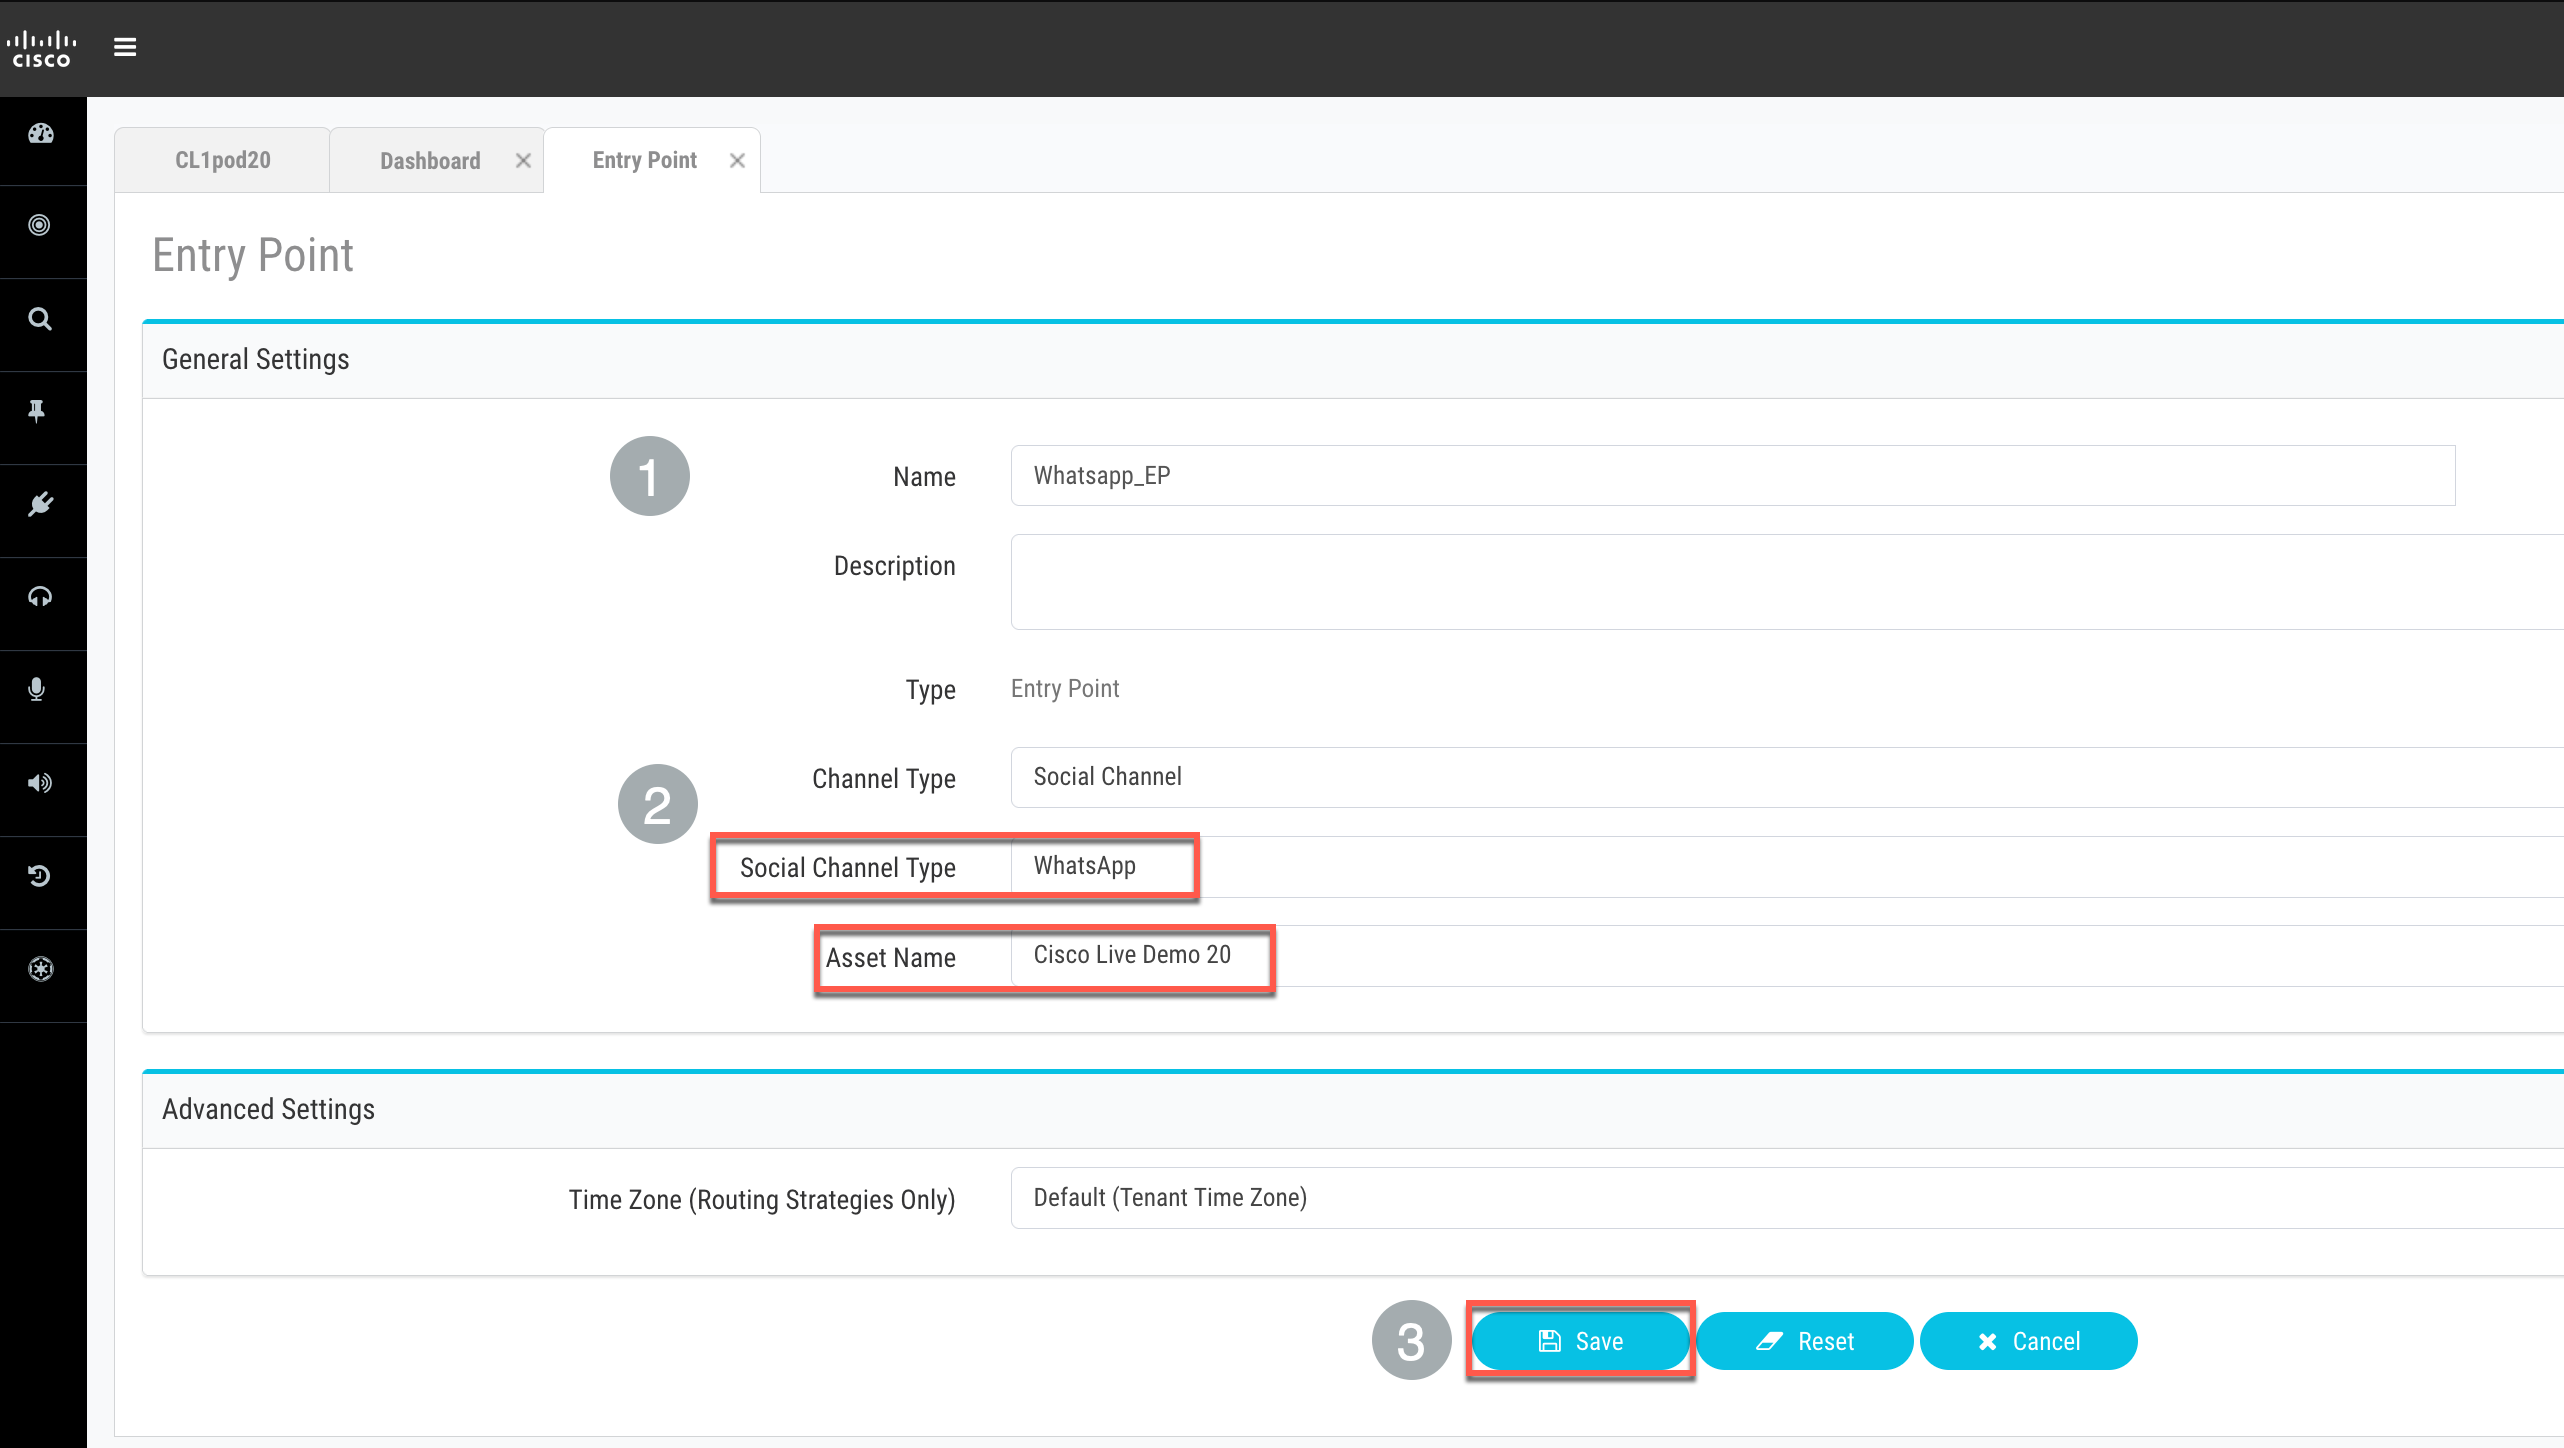 CISCO
CL1pod20
Dashboard
Entry Point
Entry Point
General Settings
1
Name
Whatsapp_EP
Description
Type
Entry Point
Channel Type
Social Channel
2
Social Channel Type
WhatsApp
Asset Name
Cisco Live Demo 20
Advanced Settings
Time Zone (Routing Strategies Only)
Default (Tenant Time Zone)
3
Save
Reset
Cancel